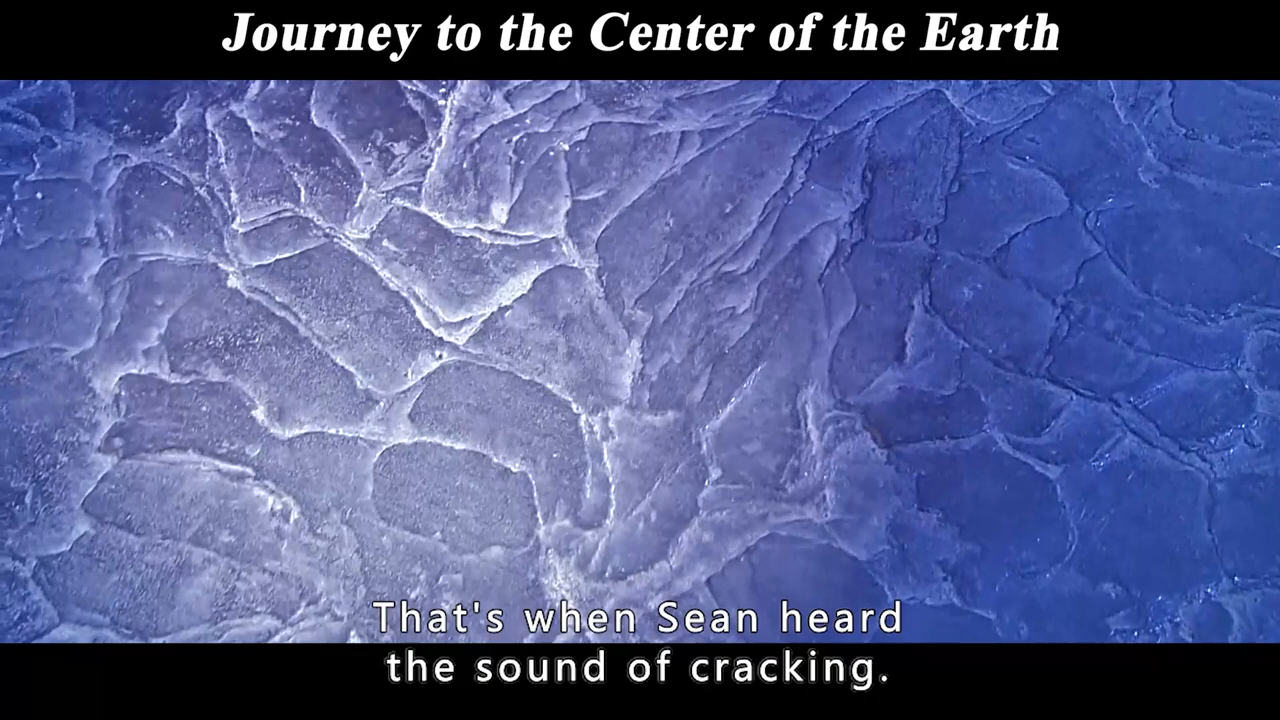 Journey to the Center of the Earth
That's when Sean heard
the sound of cracking.